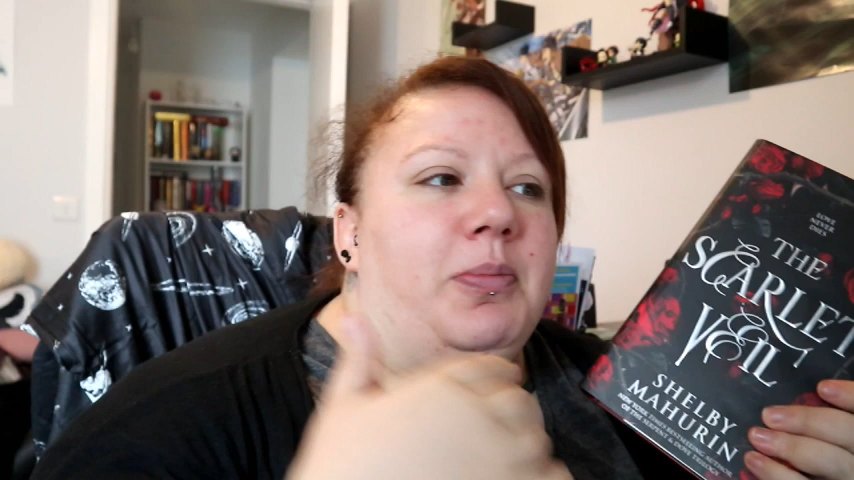 LOVE
NEVER
DIES
THE
SCARLET
VEIL
SHELBY
MAHURIN
NEW YORK TIMES BESTSELLING AUTHOR
OF THE SERPENT & DOVE TRILOGY